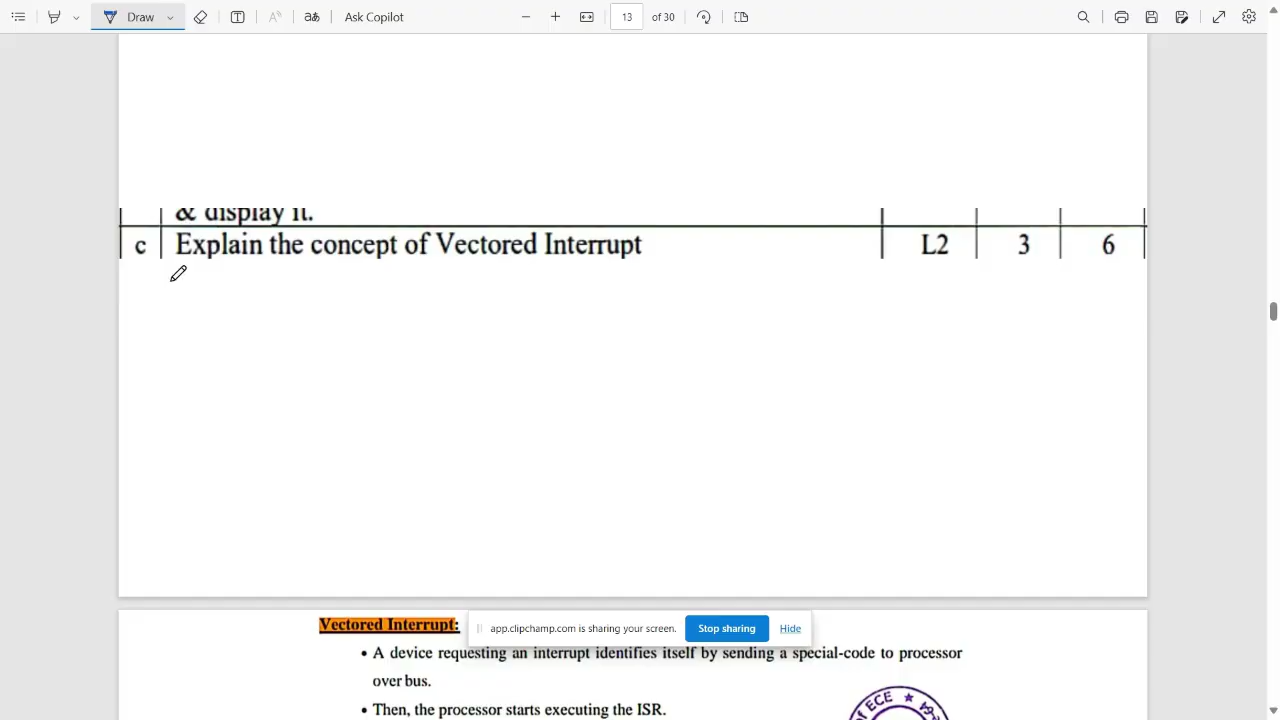 Draw
Ask Copilot
13 of 30
& display it.
c Explain the concept of Vectored Interrupt L2 3 6
Vectored Interrupt:
app.clipchamp.com is sharing your screen. Stop sharing Hide
• A device requesting an interrupt identifies itself by sending a special-code to processor
over bus.
• Then, the processor starts executing the ISR.
of ECE ★